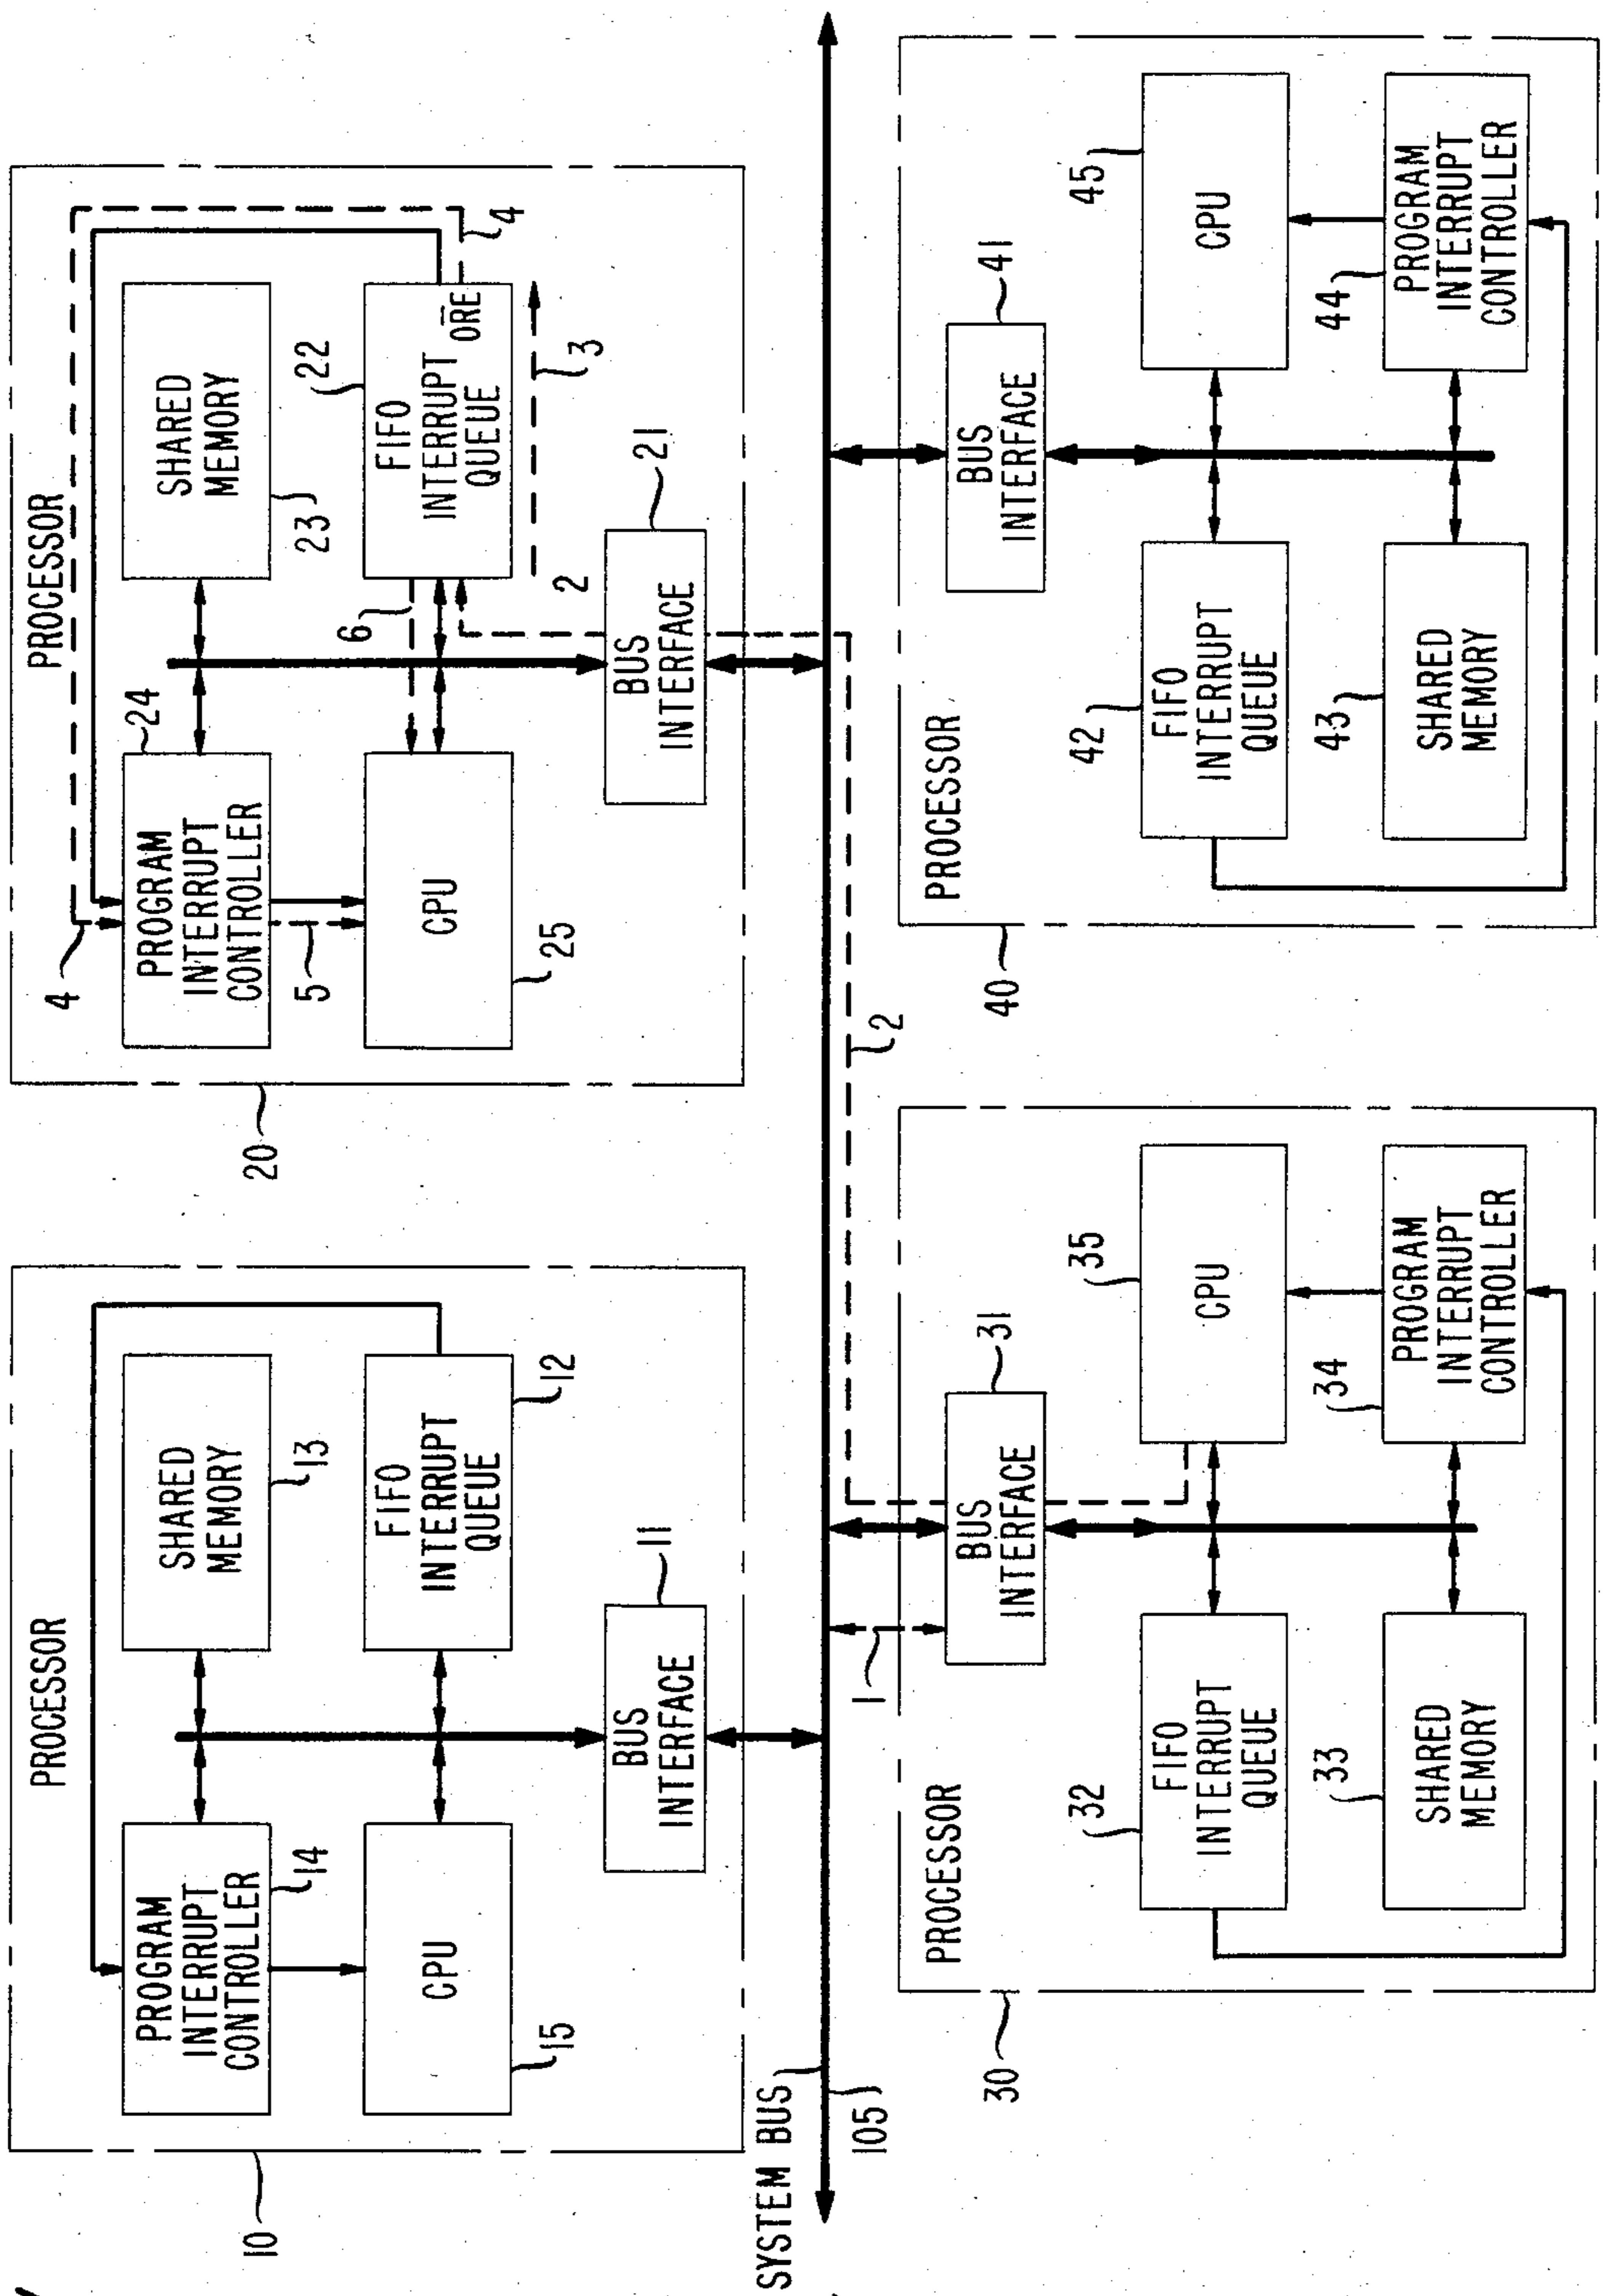 PROCESSOR
PROGRAM
INTERRUPT
CONTROLLER
14
SHARED
MEMORY
13
CPU
15
FIFO
INTERRUPT
QUEUE
12
BUS
INTERFACE
11
10
PROCESSOR
4
PROGRAM
INTERRUPT
CONTROLLER
24
SHARED
MEMORY
23
5
6
22
CPU
25
FIFO
INTERRUPT
QUEUE
ORE
4
3
2
BUS
INTERFACE
21
20
SYSTEM BUS
105
2
1
PROCESSOR
BUS
INTERFACE
31
32
FIFO
INTERRUPT
QUEUE
35
CPU
33
SHARED
MEMORY
34
PROGRAM
INTERRUPT
CONTROLLER
30
PROCESSOR
BUS
INTERFACE
41
42
FIFO
INTERRUPT
QUEUE
45
CPU
43
SHARED
MEMORY
44
PROGRAM
INTERRUPT
CONTROLLER
40